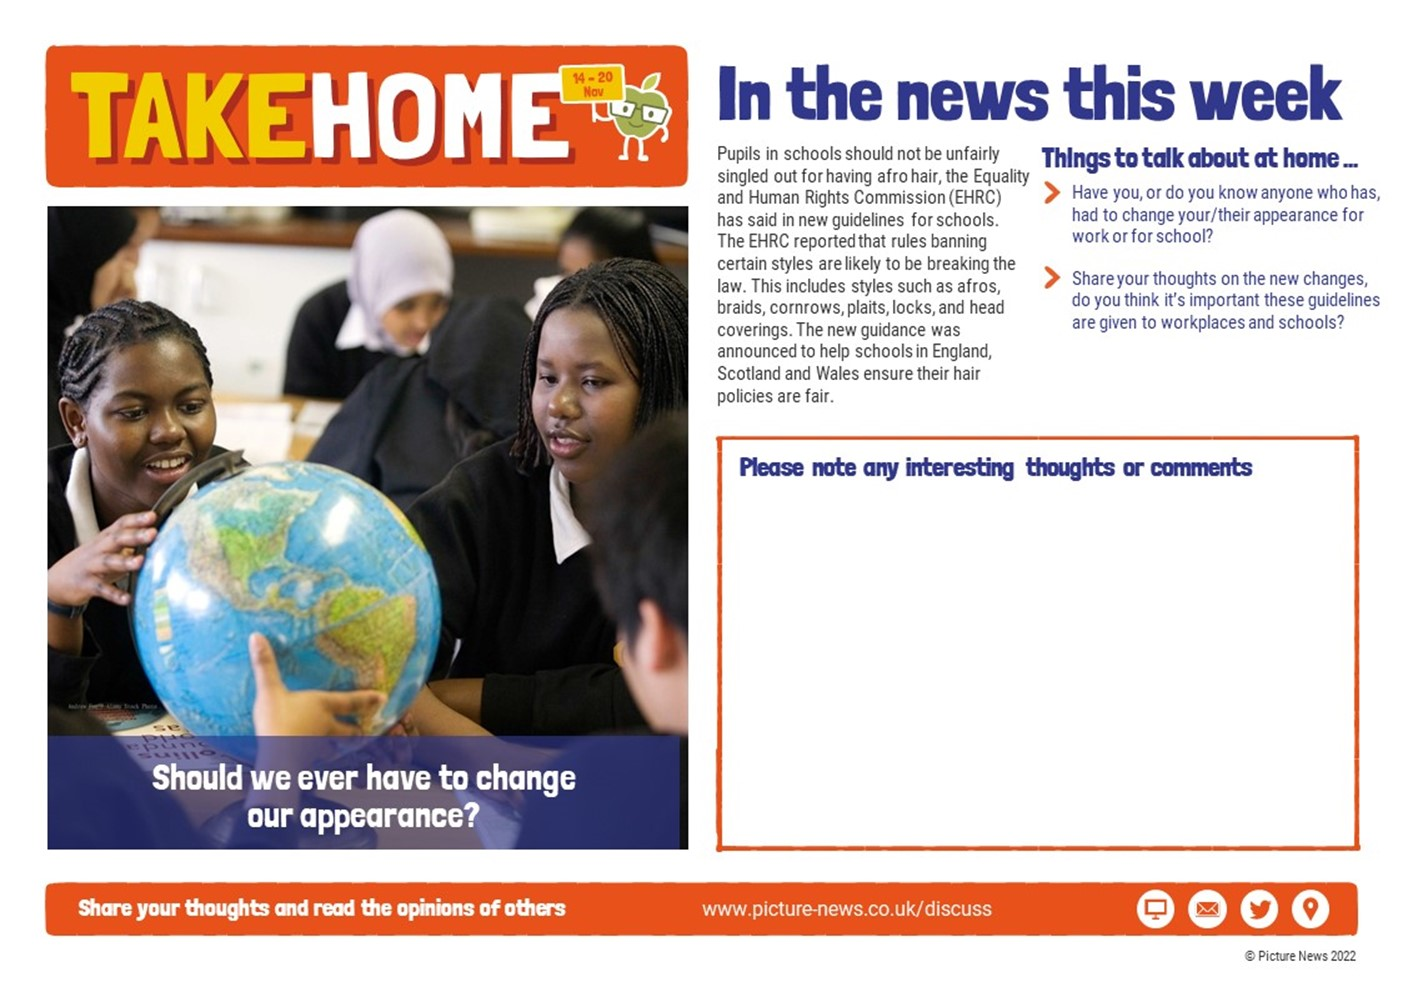 TAKEHOME
14 - 20
Nov
In the news this week
Pupils in schools should not be unfairly
singled out for having afro hair, the Equality
and Human Rights Commission (EHRC)
has said in new guidelines for schools.
The EHRC reported that rules banning
certain styles are likely to be breaking the
law. This includes styles such as afros,
braids, cornrows, plaits, locks, and head
coverings. The new guidance was
announced to help schools in England,
Scotland and Wales ensure their hair
policies are fair.
Things to talk about at home ...
Have you, or do you know anyone who has,
had to change your/their appearance for
work or for school?
Share your thoughts on the new changes,
do you think it's important these guidelines
are given to workplaces and schools?
Should we ever have to change
our appearance?
Please note any interesting thoughts or comments
Share your thoughts and read the opinions of others
www.picture-news.co.uk/discuss
© Picture News 2022